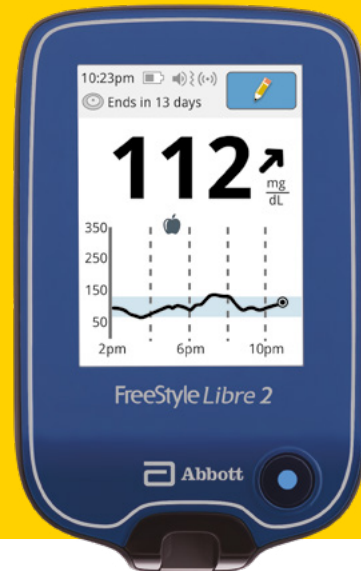 10:23pm
Ends in 13 days
112 mg/dL
350
250
150
50
2pm 6pm 10pm
FreeStyle Libre 2
Abbott